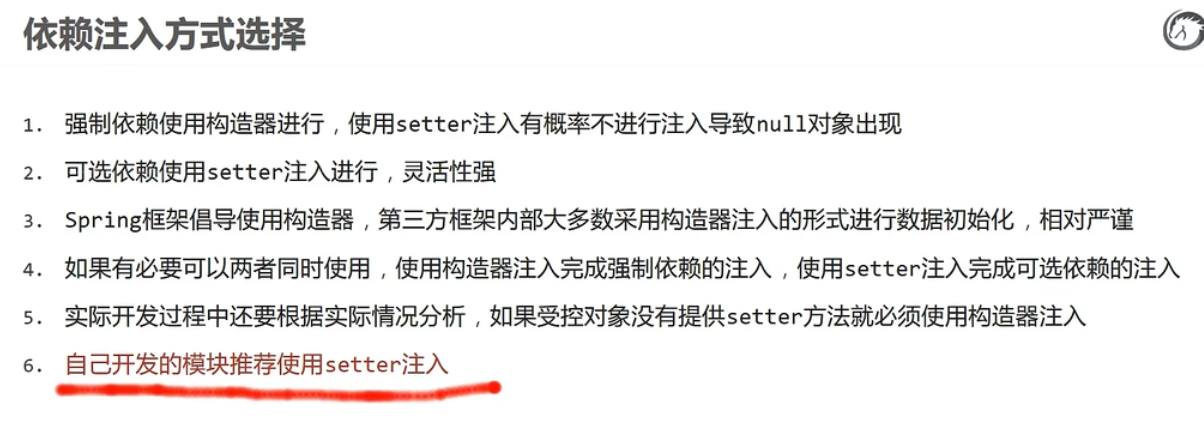 依赖注入方式选择
1. 强制依赖使用构造器进行，使用setter注入有概率不进行注入导致null对象出现
2. 可选依赖使用setter注入进行，灵活性强
3. Spring框架倡导使用构造器，第三方框架内部大多数采用构造器注入的形式进行数据初始化，相对严谨
4. 如果有必要可以两者同时使用，使用构造器注入完成强制依赖的注入，使用setter注入完成可选依赖的注入
5. 实际开发过程中还要根据实际情况分析，如果受控对象没有提供setter方法就必须使用构造器注入
6. 自己开发的模块推荐使用setter注入